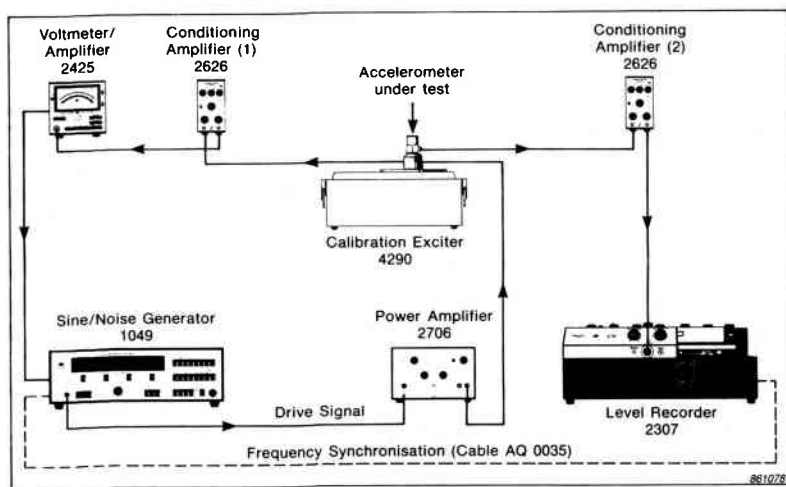 Voltmeter/
Amplifier
2425
Conditioning
Amplifier (1)
2626
Accelerometer
under test
Conditioning
Amplifier (2)
2626
Calibration Exciter
4290
Sine/Noise Generator
1049
Power Amplifier
2706
Level Recorder
2307
Drive Signal
Frequency Synchronisation (Cable AQ 0035)
861078